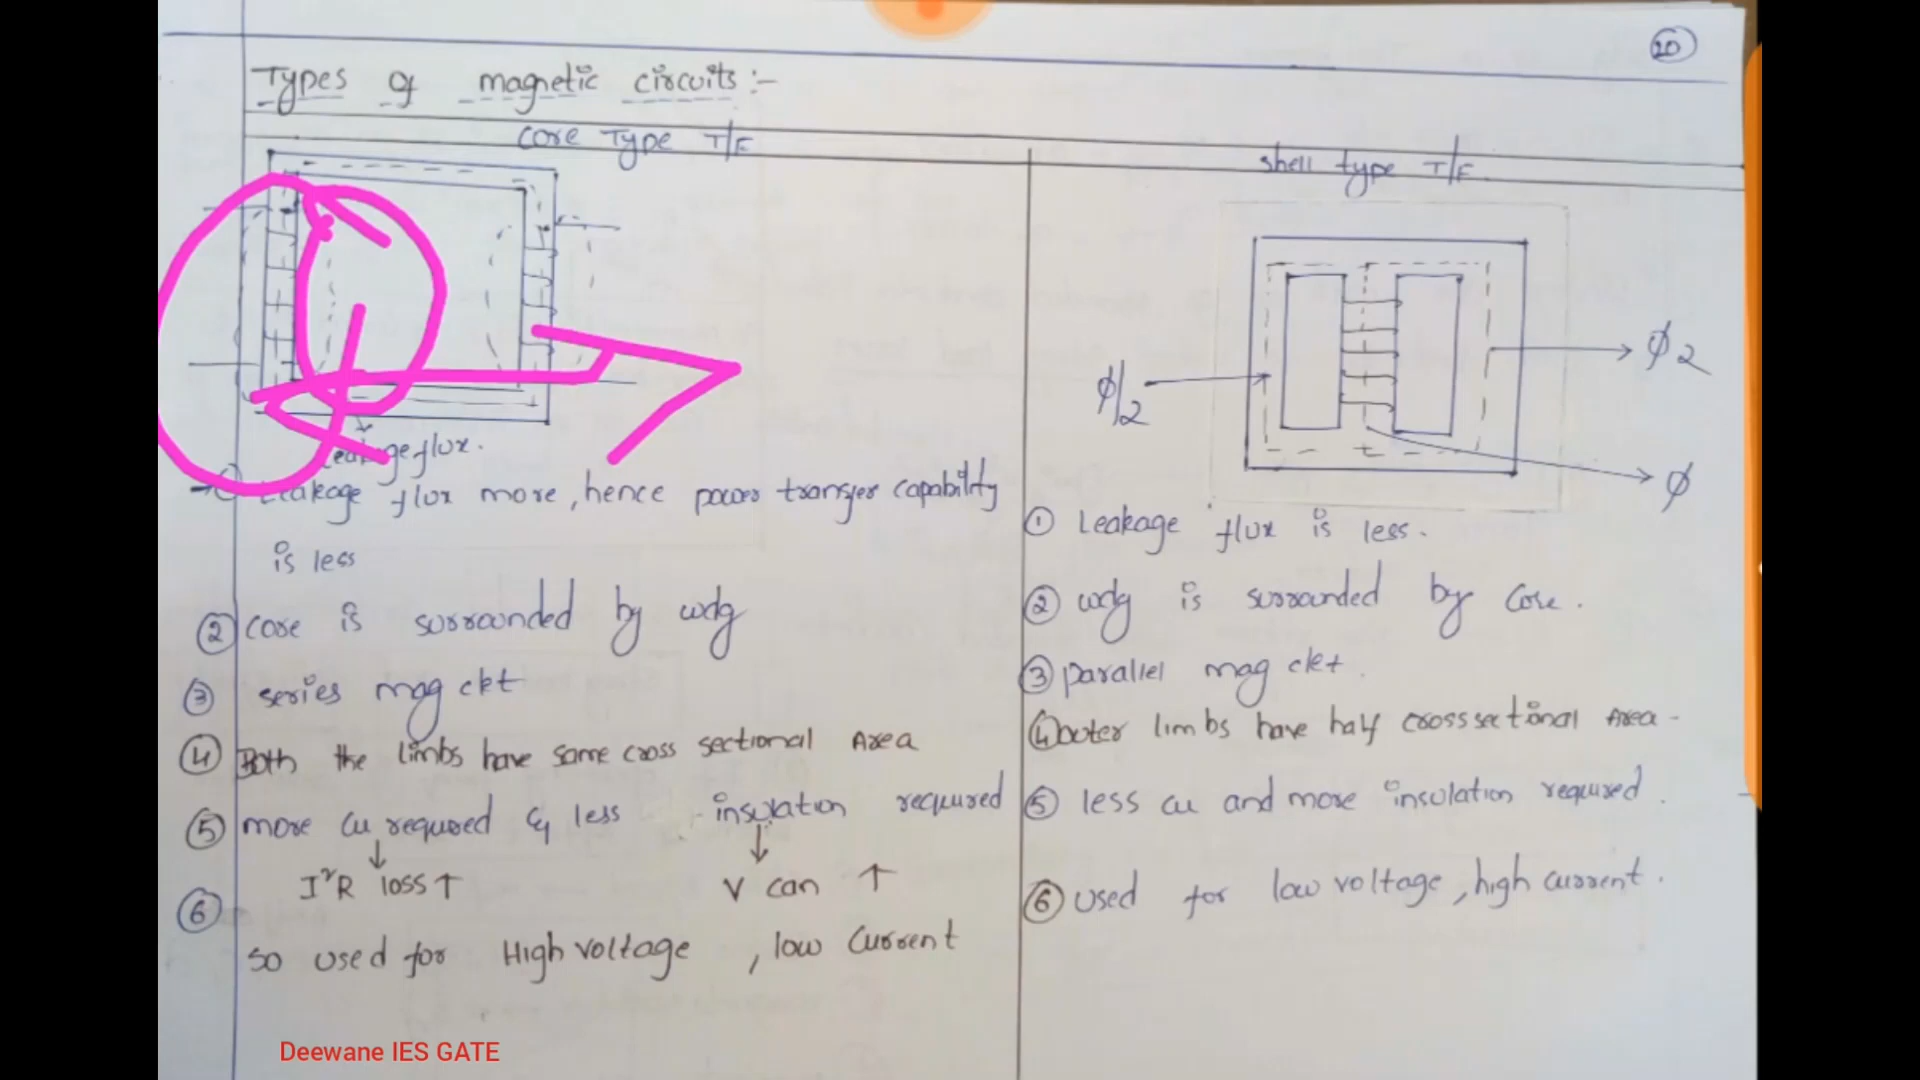 20
Types of magnetic circuits :-
core Type T/F
Leakage flux.
① Leakage flux more, hence power transfer capability
is less
② core is surrounded by wdg
③ series mag ckt
④ Both the limbs have same cross sectional Area
⑤ more cu required & less insulation required
↓ ↓
I²R loss↑ V can ↑
⑥
so used for High voltage, low current
shell type T/F
ϕ/2
ϕ2
ϕ
① Leakage flux is less.
② wdg is surrounded by core.
③ parallel mag ckt.
④ outer limbs have half crosssectional Area-
⑤ less cu and more insulation required.
⑥ used for low voltage, high current.
Deewane IES GATE